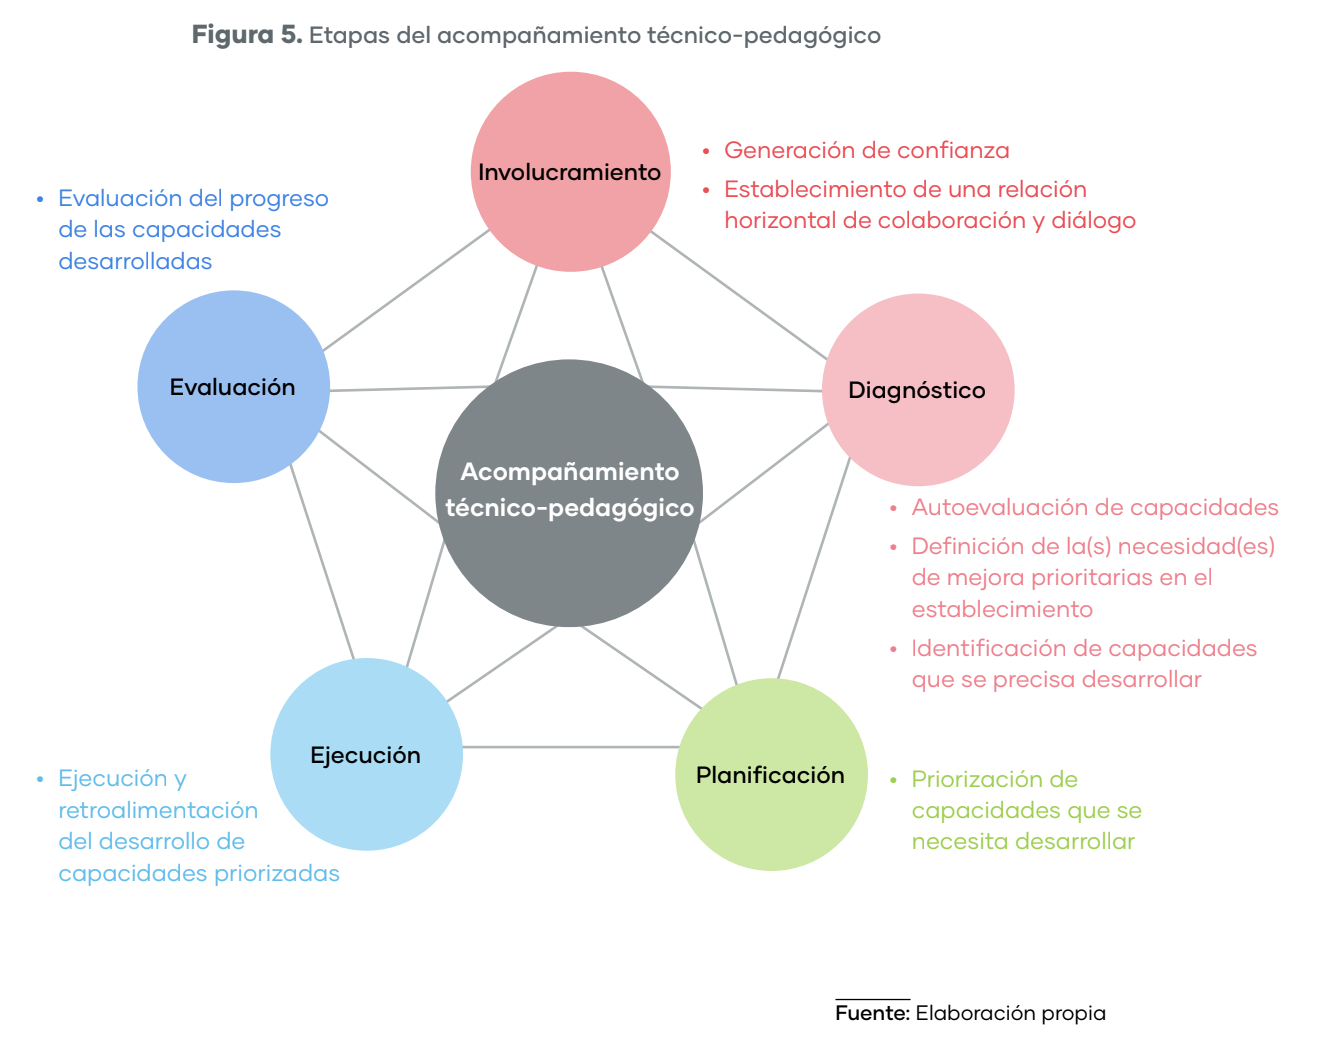 Figura 5. Etapas del acompañamiento técnico-pedagógico
Involucramiento
• Generación de confianza
• Establecimiento de una relación
horizontal de colaboración y diálogo
• Evaluación del progreso
de las capacidades
desarrolladas
Evaluación
Diagnóstico
Acompañamiento
técnico-pedagógico
• Autoevaluación de capacidades
• Definición de la(s) necesidad(es)
de mejora prioritarias en el
establecimiento
• Identificación de capacidades
que se precisa desarrollar
Ejecución
Planificación
• Ejecución y
retroalimentación
del desarrollo de
capacidades priorizadas
• Priorización de
capacidades que se
necesita desarrollar
Fuente: Elaboración propia